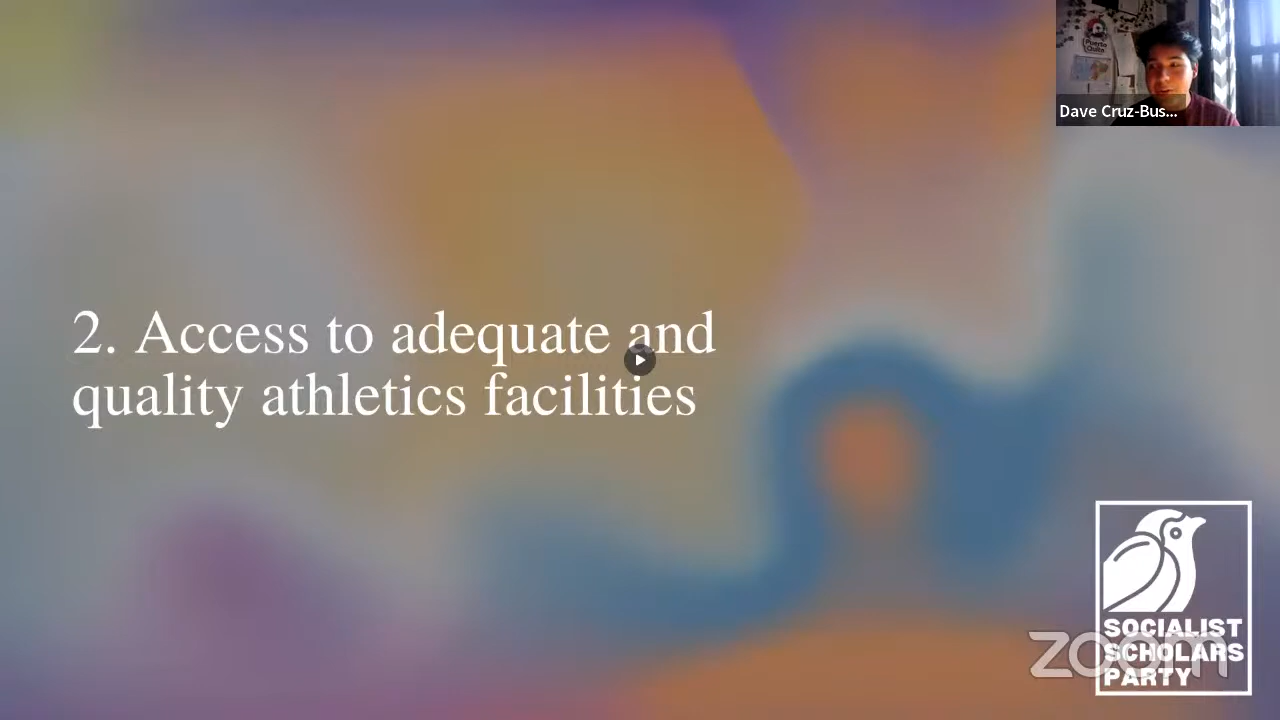 Dave Cruz-Bus...
2. Access to adequate and
quality athletics facilities
SOCIALIST
SCHOLARS
PARTY
zoom